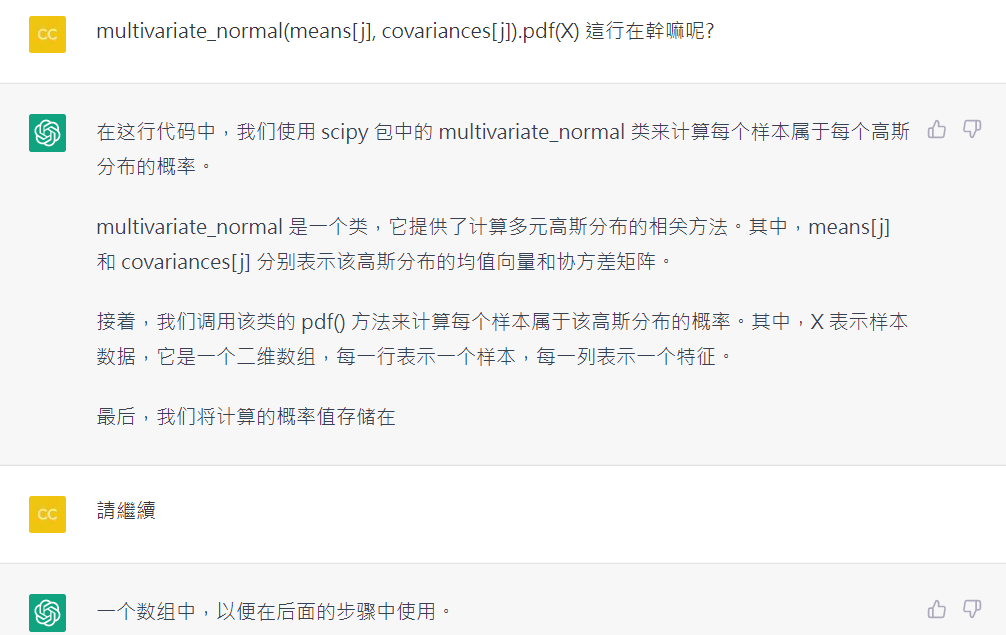 CC
multivariate_normal(means[j], covariances[j]).pdf(X) 這行在幹嘛呢?
在这行代码中，我们使用 scipy 包中的 multivariate_normal 类来计算每个样本属于每个高斯
分布的概率。
multivariate_normal 是一个类，它提供了计算多元高斯分布的相关方法。其中，means[j]
和 covariances[j] 分别表示该高斯分布的均值向量和协方差矩阵。
接着，我们调用该类的 pdf() 方法来计算每个样本属于该高斯分布的概率。其中，X 表示样本
数据，它是一个二维数组，每一行表示一个样本，每一列表示一个特征。
最后，我们将计算的概率值存储在
CC
請繼續
一个数组中，以便在后面的步骤中使用。